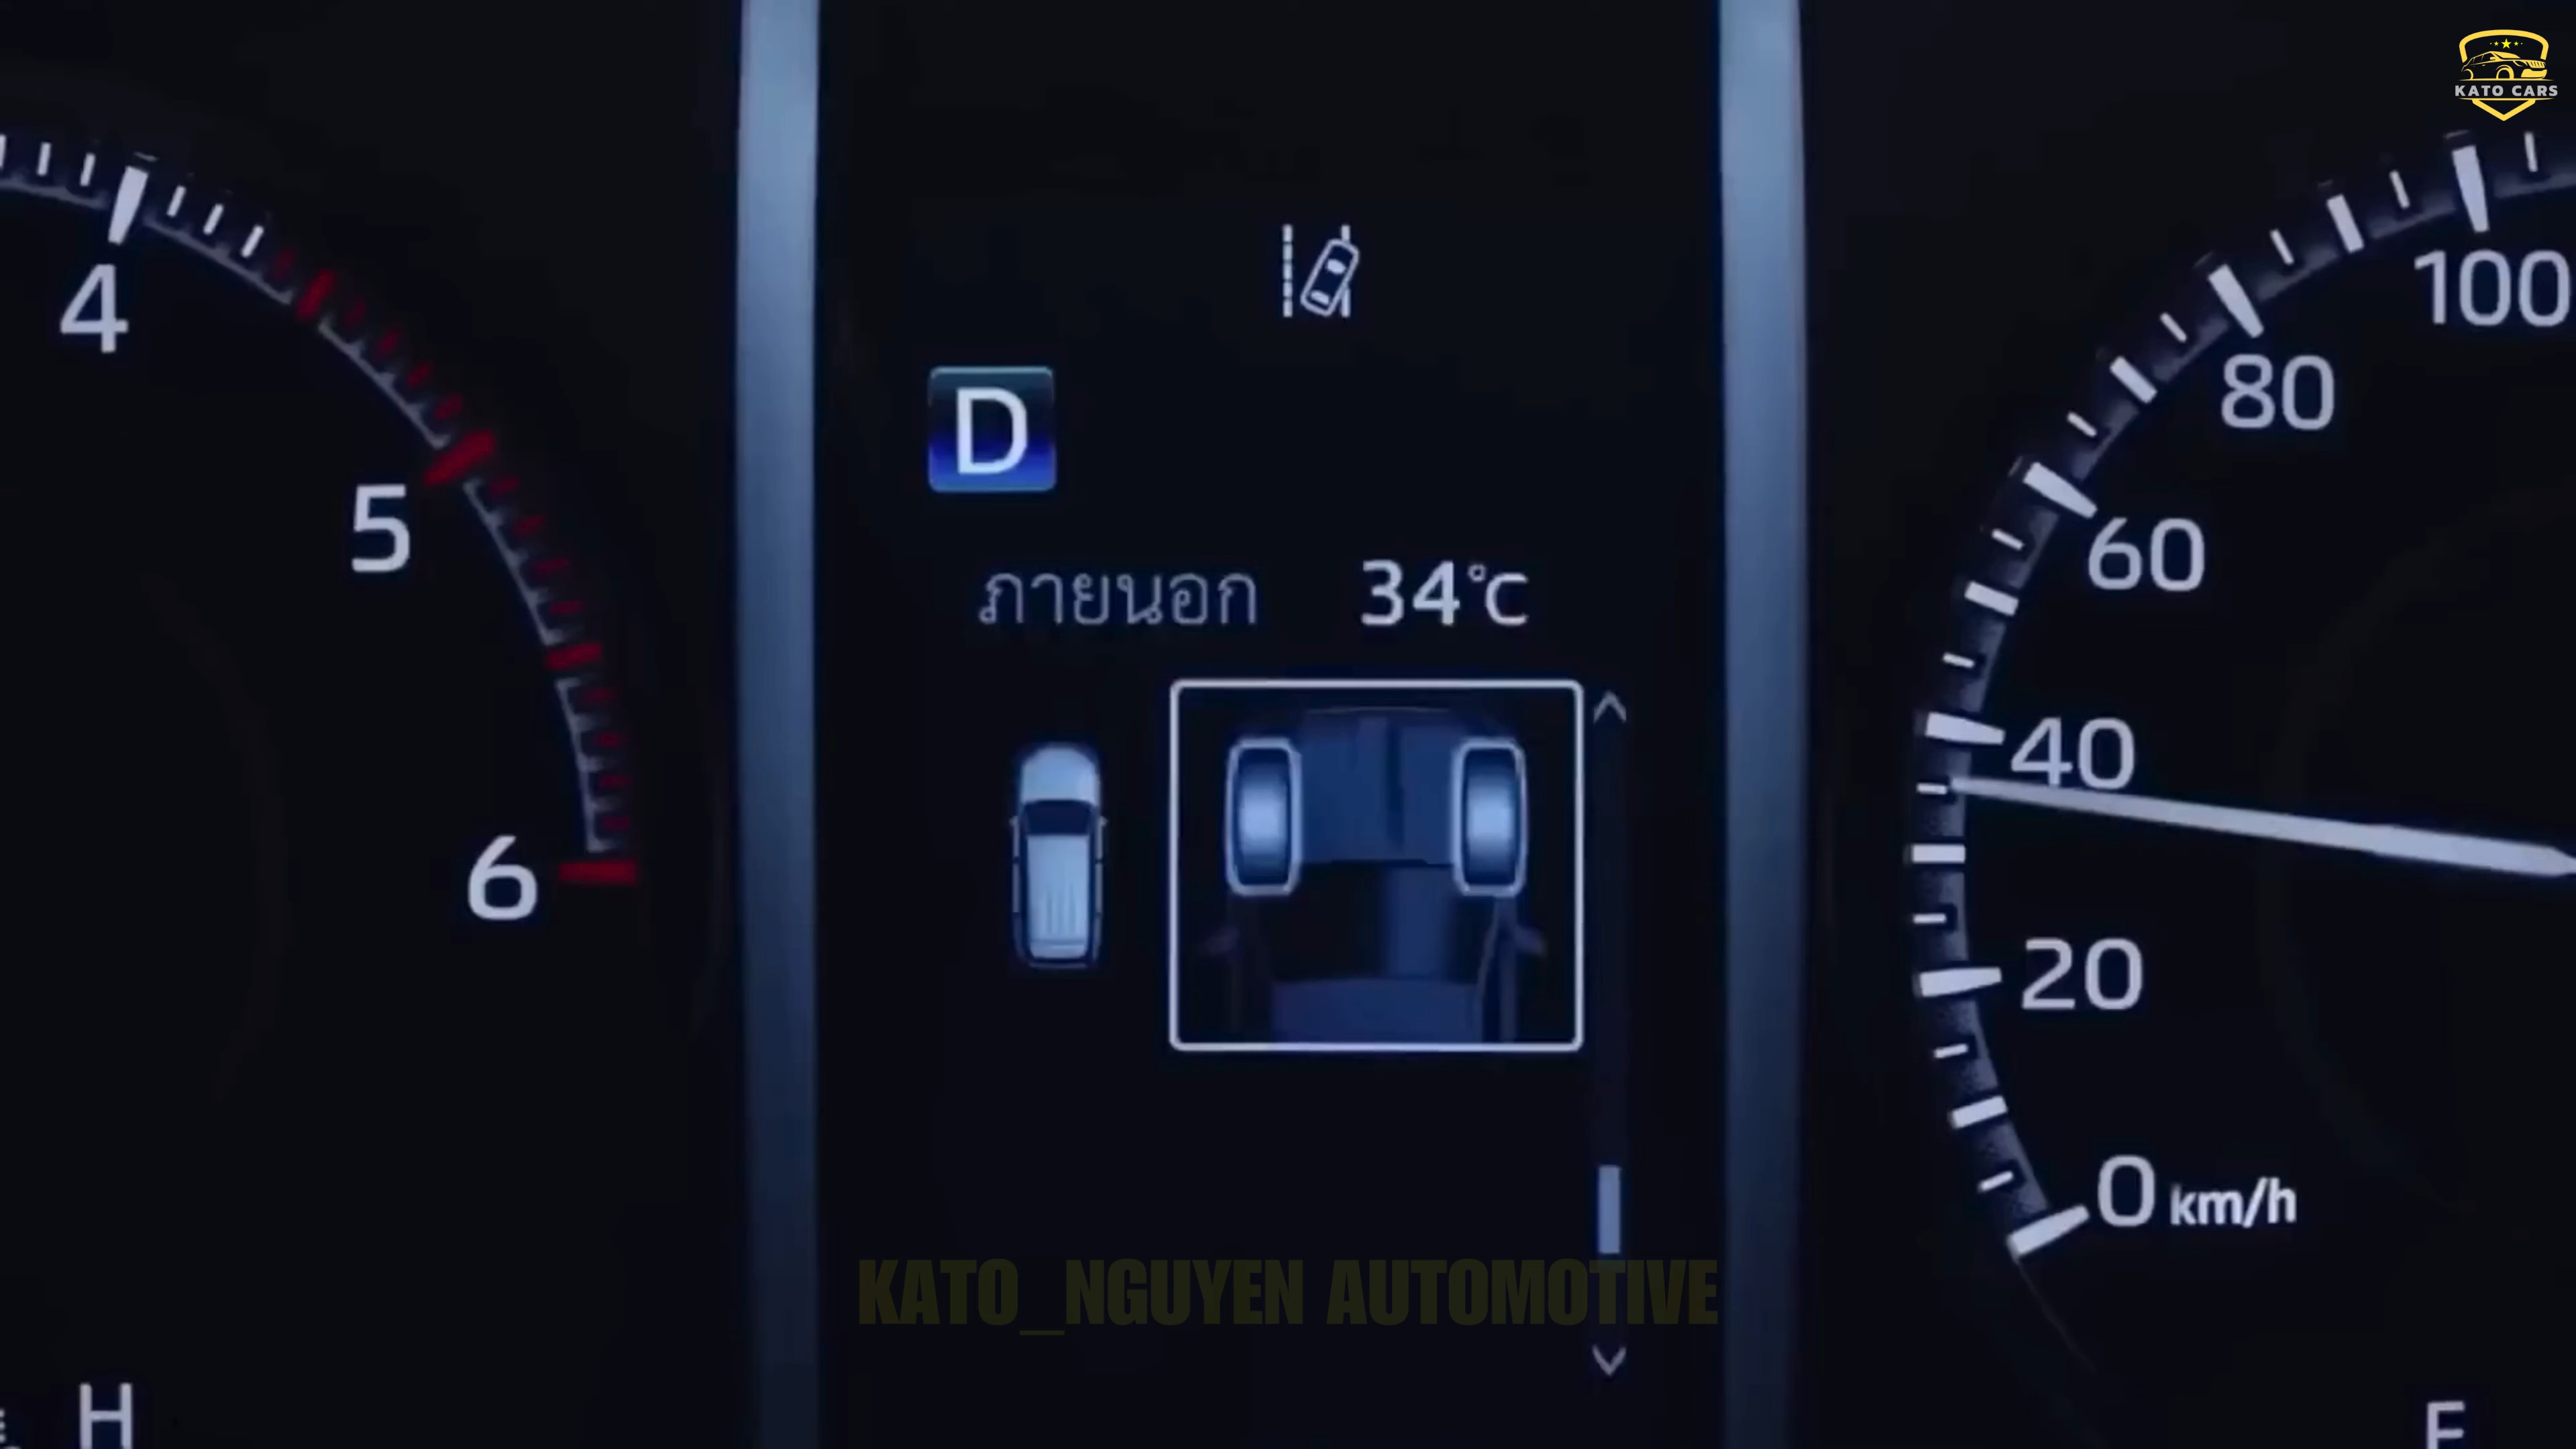 KATO CARS
4
5
6
H
D
ภายนอก 34°C
100
80
60
40
20
0 km/h
KATO_NGUYEN AUTOMOTIVE